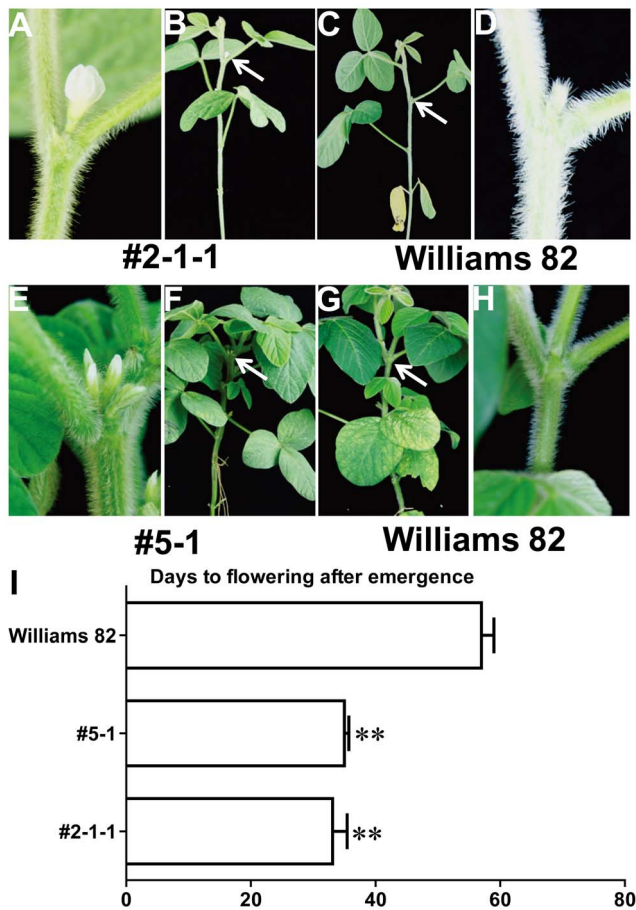 A B C D
#2-1-1 Williams 82
E F G H
#5-1 Williams 82
I Days to flowering after emergence
Williams 82
#5-1 **
#2-1-1 **
0 20 40 60 80